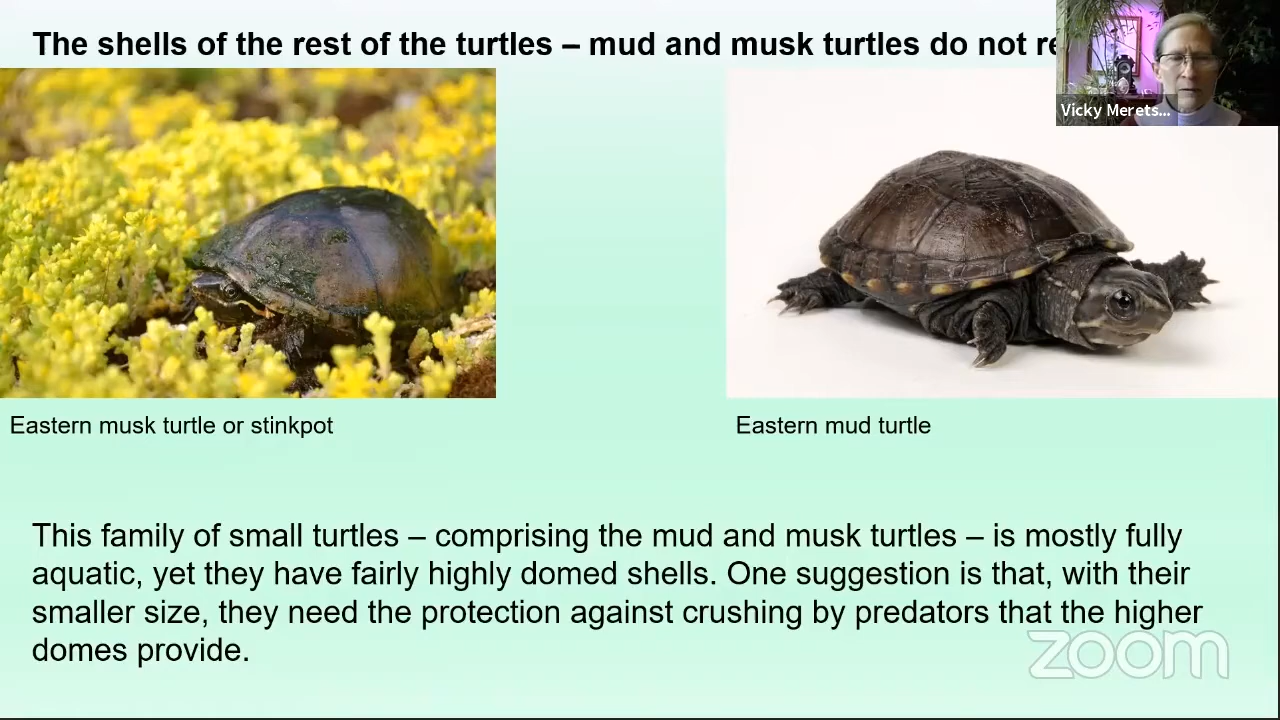 The shells of the rest of the turtles – mud and musk turtles do not
Vicky Merets...
Eastern musk turtle or stinkpot
Eastern mud turtle
This family of small turtles – comprising the mud and musk turtles – is mostly fully
aquatic, yet they have fairly highly domed shells. One suggestion is that, with their
smaller size, they need the protection against crushing by predators that the higher
domes provide.
zoom